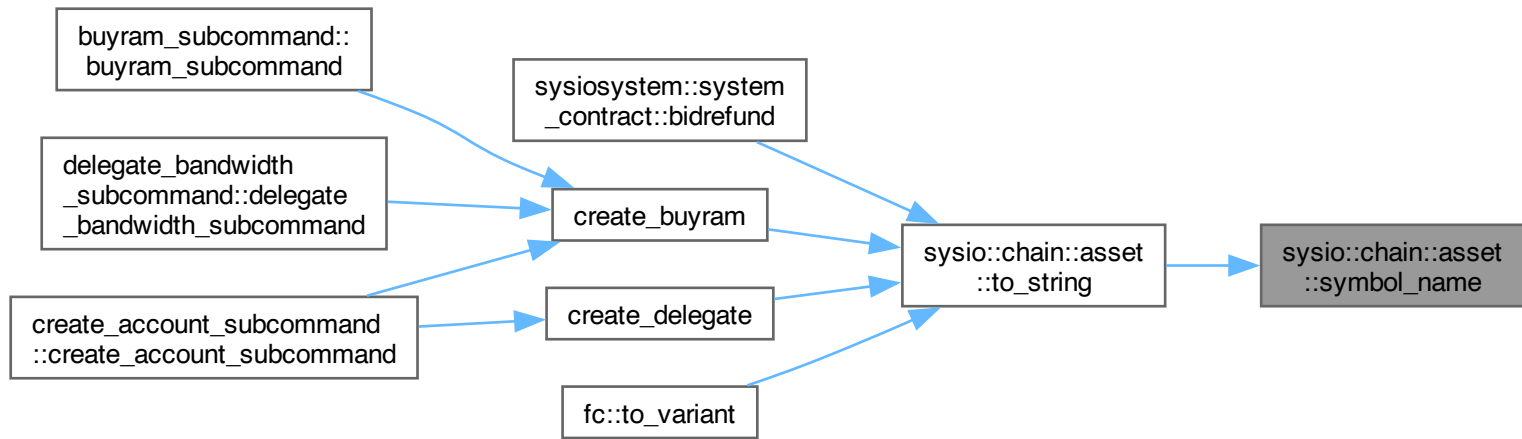 buyram_subcommand::
buyram_subcommand
delegate_bandwidth
_subcommand::delegate
_bandwidth_subcommand
create_account_subcommand
::create_account_subcommand
sysiosystem::system
_contract::bidrefund
create_buyram
create_delegate
fc::to_variant
sysio::chain::asset
::to_string
sysio::chain::asset
::symbol_name